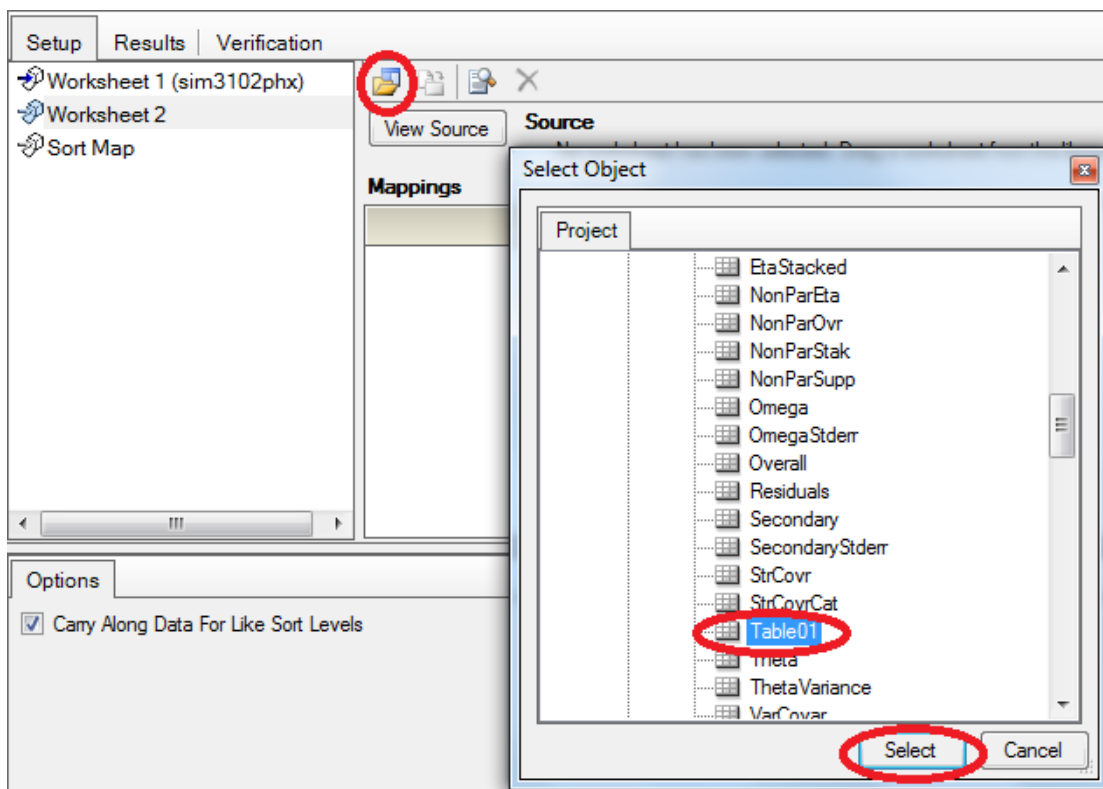 Setup Results Verification
Worksheet 1 (sim3102phx)
Worksheet 2
Sort Map
View Source
Source
Mappings
Select Object
Project
EtaStacked
NonParEta
NonParOvr
NonParStak
NonParSupp
Omega
OmegaStderr
Overall
Residuals
Secondary
SecondaryStderr
StrCovr
StrCovrCat
Table01
Theta
ThetaVariance
VarCovar
Select Cancel
Options
Carry Along Data For Like Sort Levels